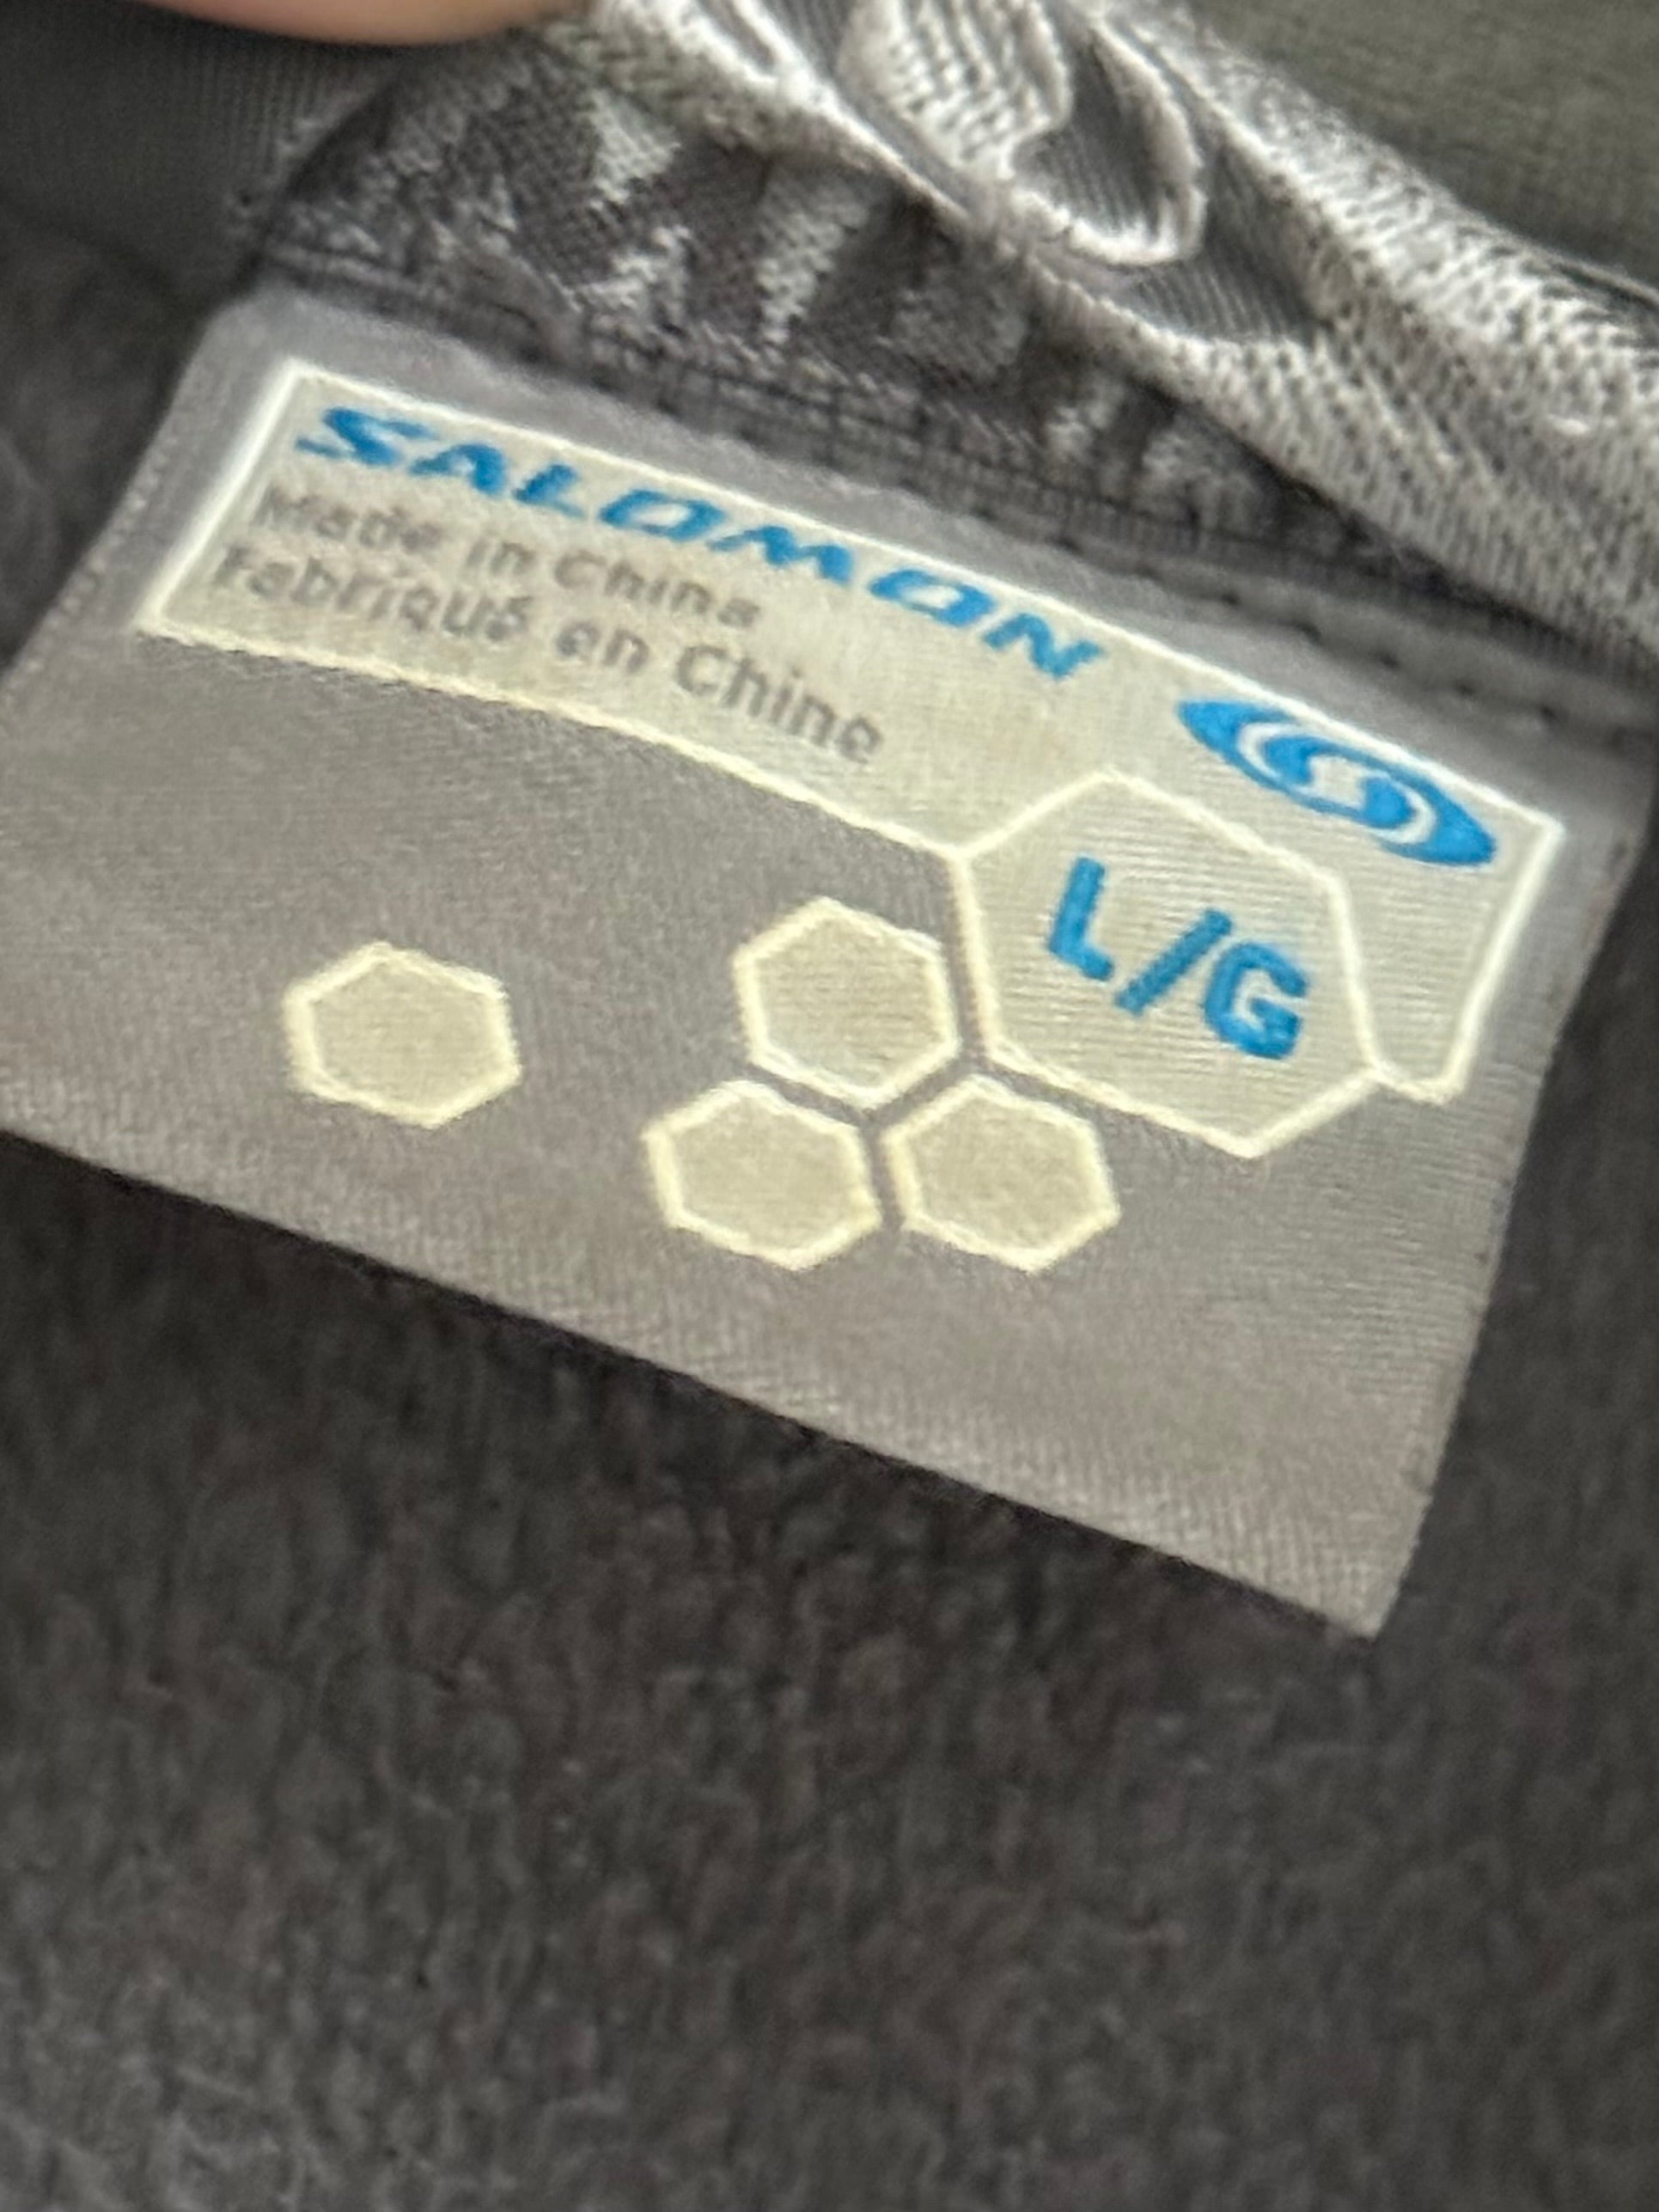 SALOMON
Made in China
Fabriqué en Chine
L/G